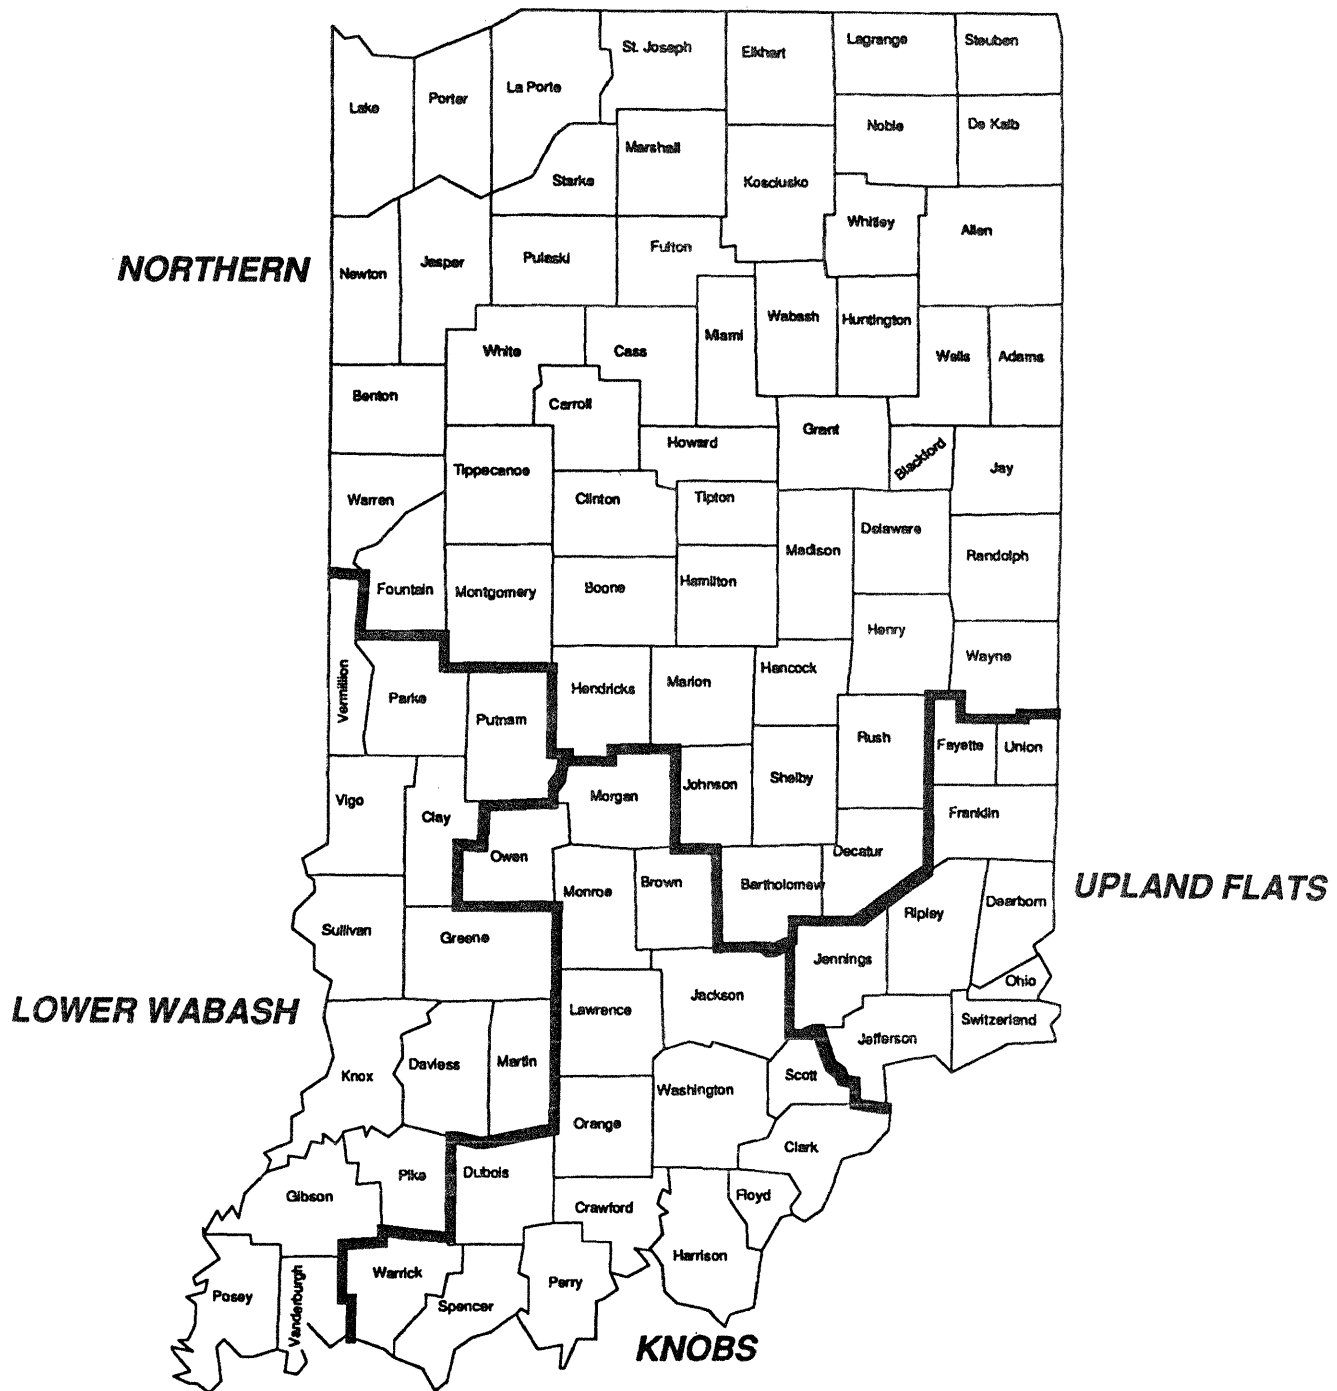 St. Joseph
Elkhart
Lagrange
Steuben
Lake
Porter
La Porte
Noble
De Kalb
Marshall
Starke
Kosciusko
Whitley
Allen
NORTHERN
Newton
Jasper
Pulaski
Fulton
White
Cass
Miami
Wabash
Huntington
Wells
Adams
Benton
Carroll
Howard
Grant
Blackford
Jay
Warren
Tippecanoe
Clinton
Tipton
Madison
Delaware
Randolph
Fountain
Montgomery
Boone
Hamilton
Henry
Wayne
Vermillion
Parke
Putnam
Hendricks
Marion
Hancock
Rush
Fayette
Union
Vigo
Clay
Morgan
Johnson
Shelby
Franklin
Owen
Monroe
Brown
Bartholomew
Decatur
UPLAND FLATS
Sullivan
Greene
Jennings
Ripley
Dearborn
Ohio
LOWER WABASH
Lawrence
Jackson
Jefferson
Switzerland
Knox
Daviess
Martin
Washington
Scott
Orange
Clark
Gibson
Pike
Dubois
Crawford
Floyd
Harrison
Posey
Vanderburgh
Warrick
Spencer
Perry
KNOBS